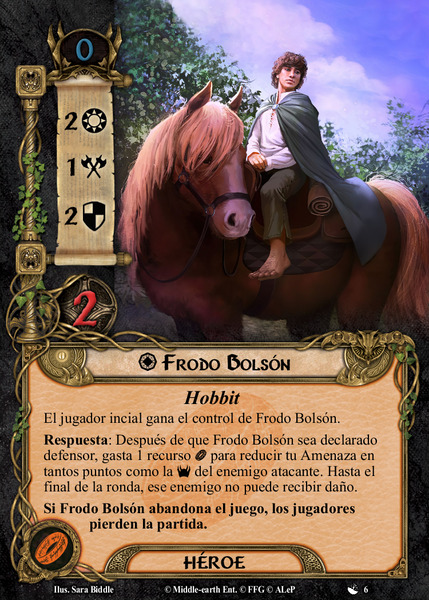 0
2
1
2
2
Frodo Bolsón
Hobbit
El jugador incial gana el control de Frodo Bolsón.
Respuesta: Después de que Frodo Bolsón sea declarado
defensor, gasta 1 recurso para reducir tu Amenaza en
tantos puntos como la del enemigo atacante. Hasta el
final de la ronda, ese enemigo no puede recibir daño.
Si Frodo Bolsón abandona el juego, los jugadores
pierden la partida.
HÉROE
Ilus. Sara Biddle
© Middle-earth Ent. © FFG © ALeP
6